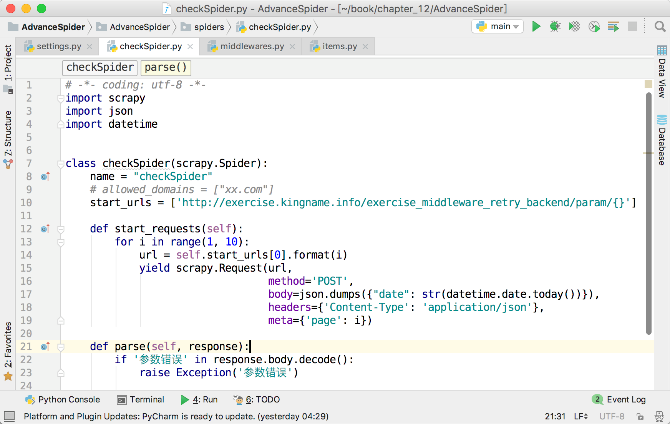 checkSpider.py - AdvanceSpider - [~/book/chapter_12/AdvanceSpider]
AdvanceSpider AdvanceSpider spiders checkSpider.py main
settings.py checkSpider.py middlewares.py items.py
checkSpider parse()
1 # -*- coding: utf-8 -*-
2 import scrapy
3 import json
4 import datetime
5
6
7 class checkSpider(scrapy.Spider):
8 name = "checkSpider"
9 # allowed_domains = ["xx.com"]
10 start_urls = ['http://exercise.kingname.info/exercise_middleware_retry_backend/param/{}']
11
12 def start_requests(self):
13 for i in range(1, 10):
14 url = self.start_urls[0].format(i)
15 yield scrapy.Request(url,
16 method='POST',
17 body=json.dumps({"date": str(datetime.date.today())}),
18 headers={'Content-Type': 'application/json'},
19 meta={'page': i})
20
21 def parse(self, response):
22 if '参数错误' in response.body.decode():
23 raise Exception('参数错误')
24
1: Project
7: Structure
2: Favorites
Data View
Database
Python Console Terminal 4: Run 6: TODO 2 Event Log
Platform and Plugin Updates: PyCharm is ready to update. (yesterday 04:29) 21:31 LF UTF-8